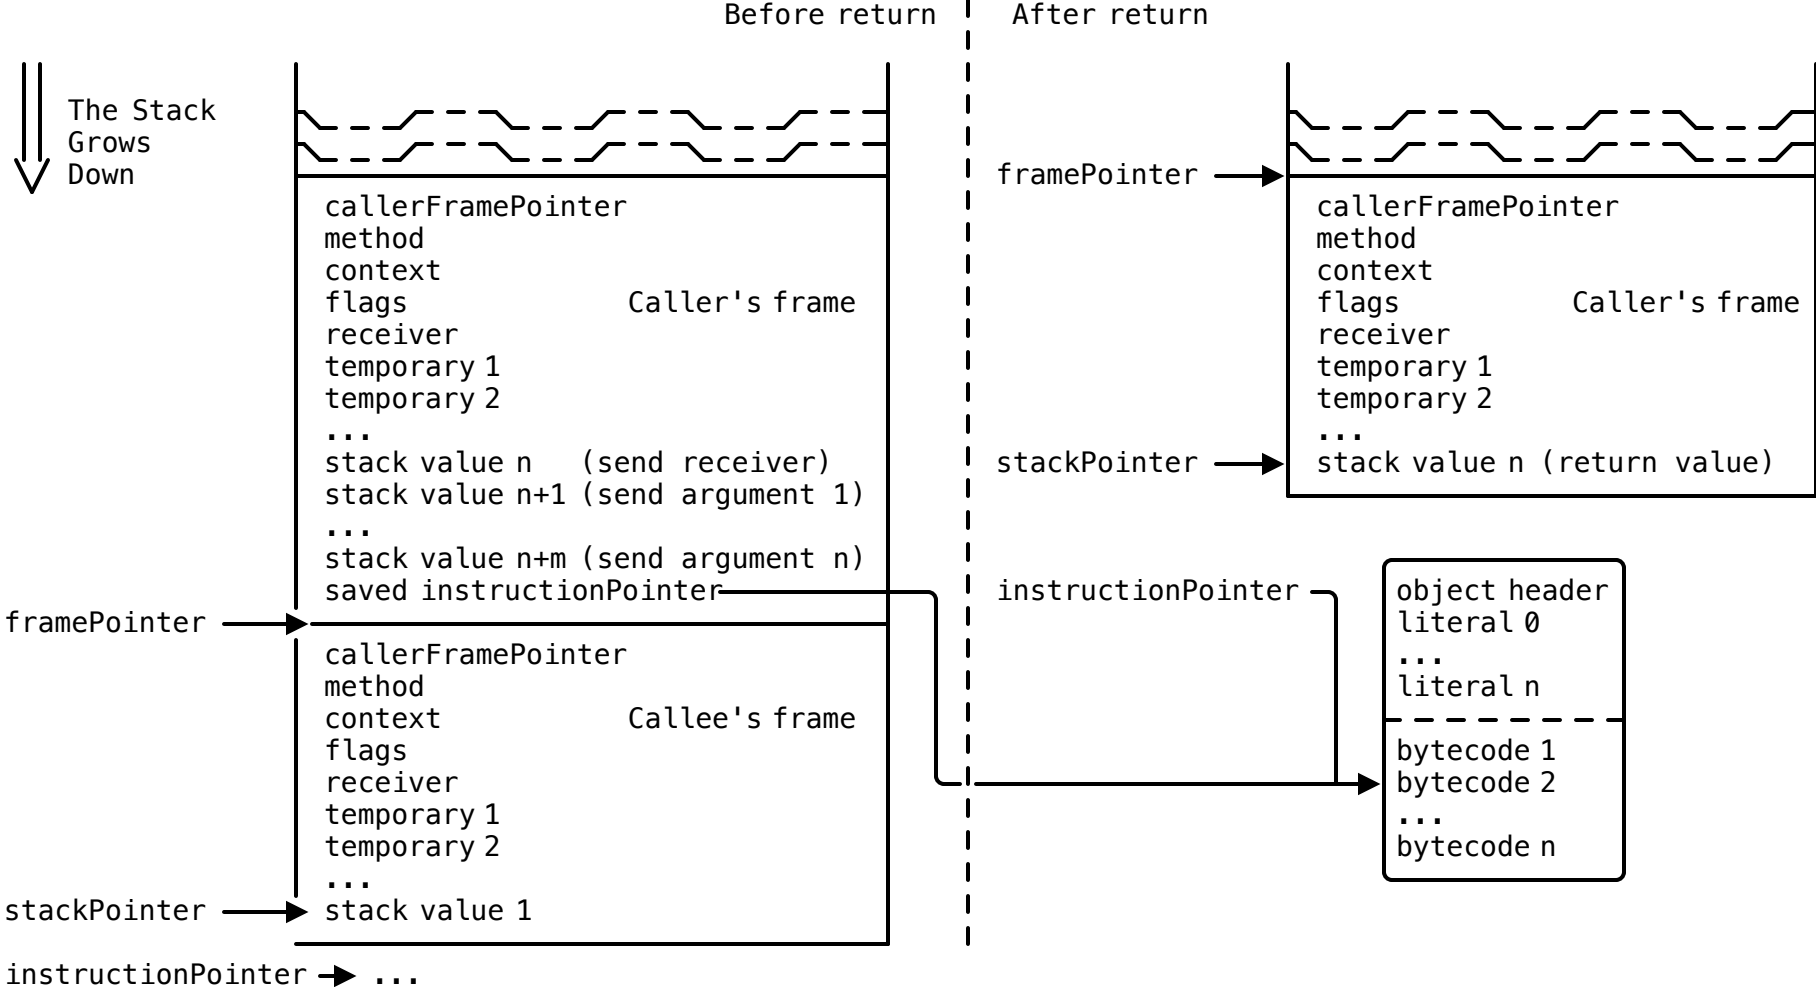 Before return
After return
The Stack
Grows
Down
callerFramePointer
method
context
flags Caller's frame
receiver
temporary 1
temporary 2
...
stack value n (send receiver)
stack value n+1 (send argument 1)
...
stack value n+m (send argument n)
saved instructionPointer
framePointer
callerFramePointer
method
context Callee's frame
flags
receiver
temporary 1
temporary 2
...
stackPointer
stack value 1
instructionPointer ...
framePointer
callerFramePointer
method
context
flags Caller's frame
receiver
temporary 1
temporary 2
...
stackPointer
stack value n (return value)
instructionPointer
object header
literal 0
...
literal n
bytecode 1
bytecode 2
...
bytecode n